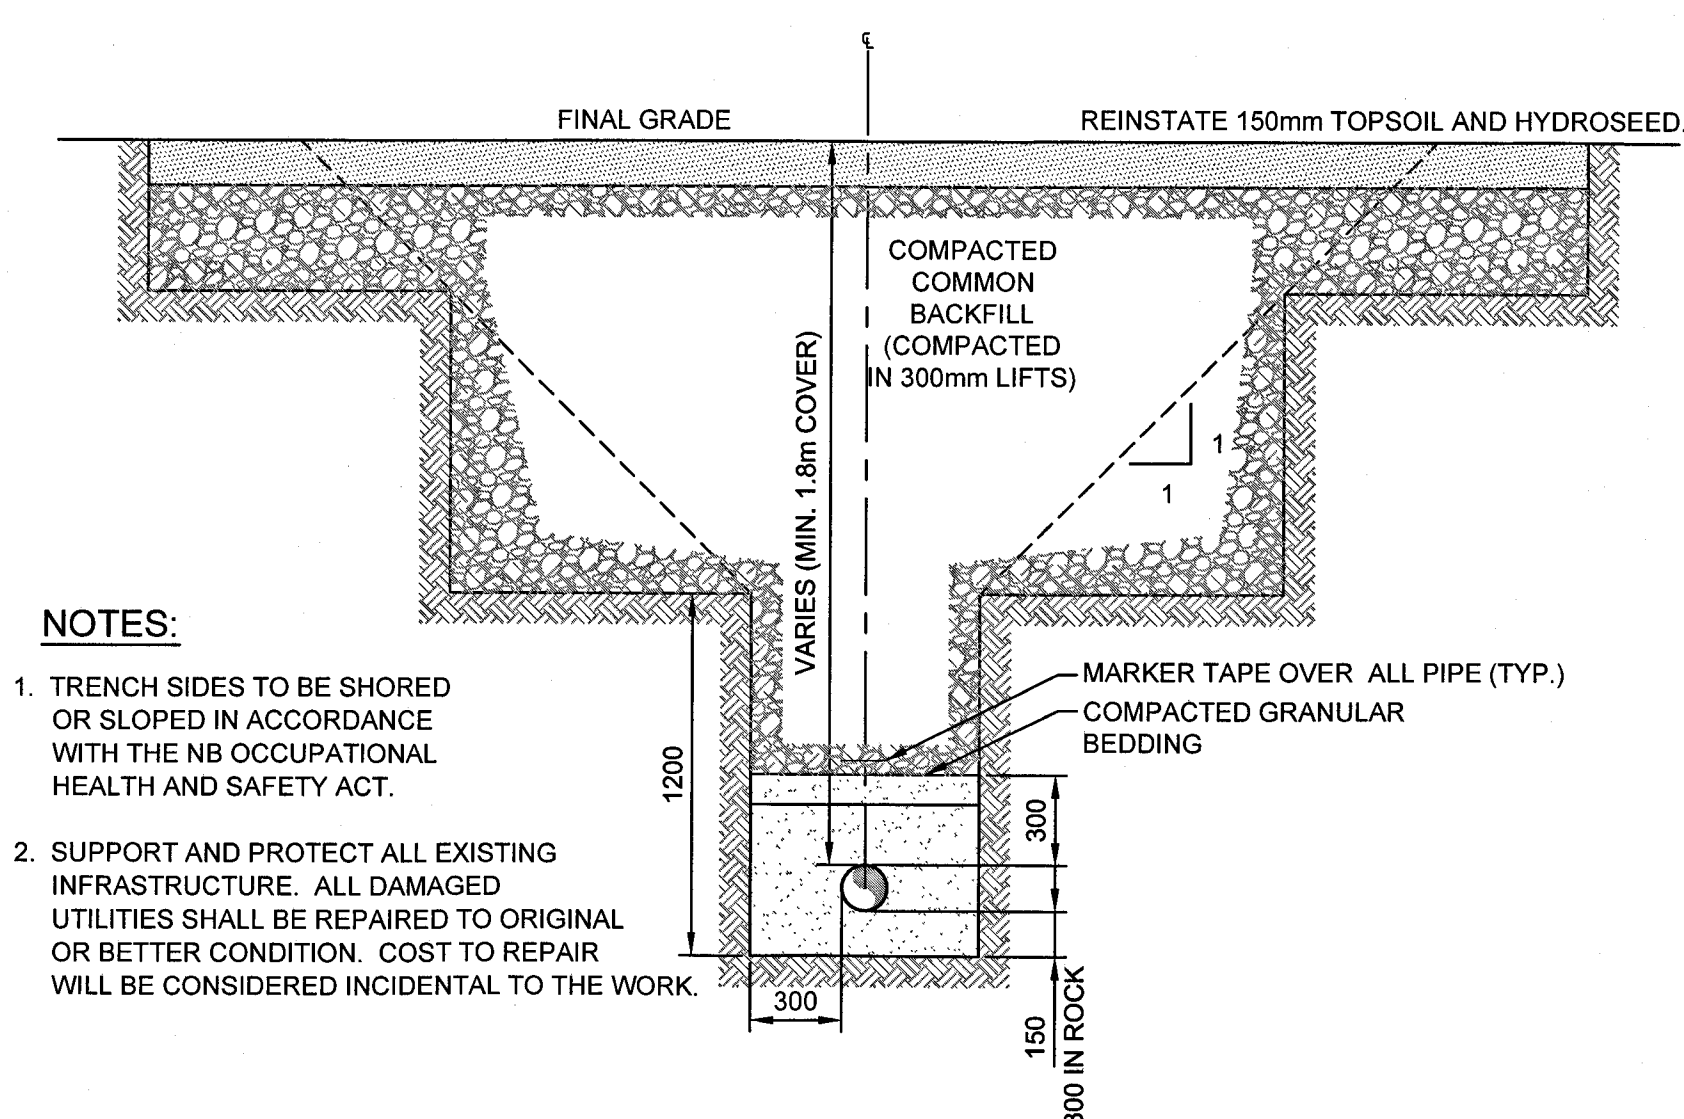 ℄
FINAL GRADE
REINSTATE 150mm TOPSOIL AND HYDROSEED.
COMPACTED
COMMON
BACKFILL
(COMPACTED
IN 300mm LIFTS)
VARIES (MIN. 1.8m COVER)
1
1
NOTES:
1. TRENCH SIDES TO BE SHORED
OR SLOPED IN ACCORDANCE
WITH THE NB OCCUPATIONAL
HEALTH AND SAFETY ACT.
2. SUPPORT AND PROTECT ALL EXISTING
INFRASTRUCTURE. ALL DAMAGED
UTILITIES SHALL BE REPAIRED TO ORIGINAL
OR BETTER CONDITION. COST TO REPAIR
WILL BE CONSIDERED INCIDENTAL TO THE WORK.
MARKER TAPE OVER ALL PIPE (TYP.)
COMPACTED GRANULAR
BEDDING
1200
300
300
150
300 IN ROCK